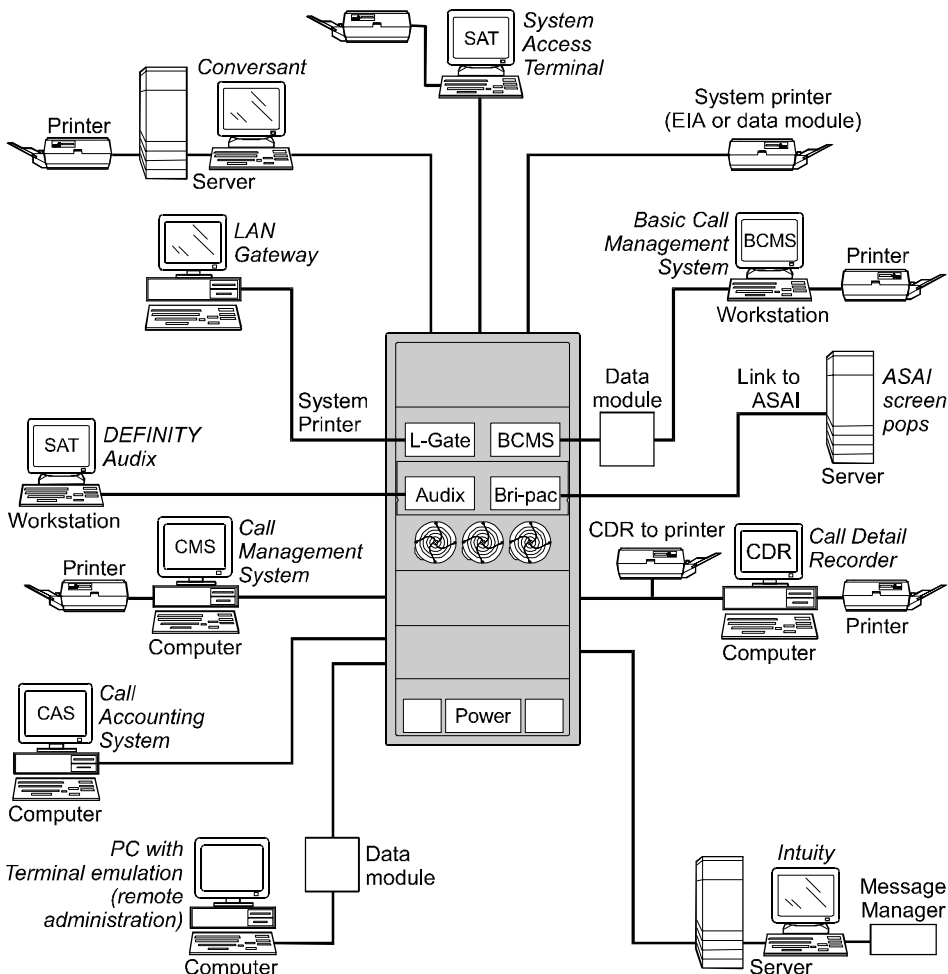 SAT
System
Access
Terminal
Conversant
Printer
Server
System printer
(EIA or data module)
LAN
Gateway
Basic Call
Management
System
BCMS
Printer
Workstation
System
Printer
Data
module
Link to
ASAI
ASAI
screen
pops
Server
L-Gate
BCMS
SAT
DEFINITY
Audix
Workstation
Audix
Bri-pac
CMS
Call
Management
System
Printer
Computer
CDR to printer
CDR
Call Detail
Recorder
Computer
Printer
CAS
Call
Accounting
System
Computer
Power
PC with
Terminal emulation
(remote
administration)
Computer
Data
module
Intuity
Server
Message
Manager